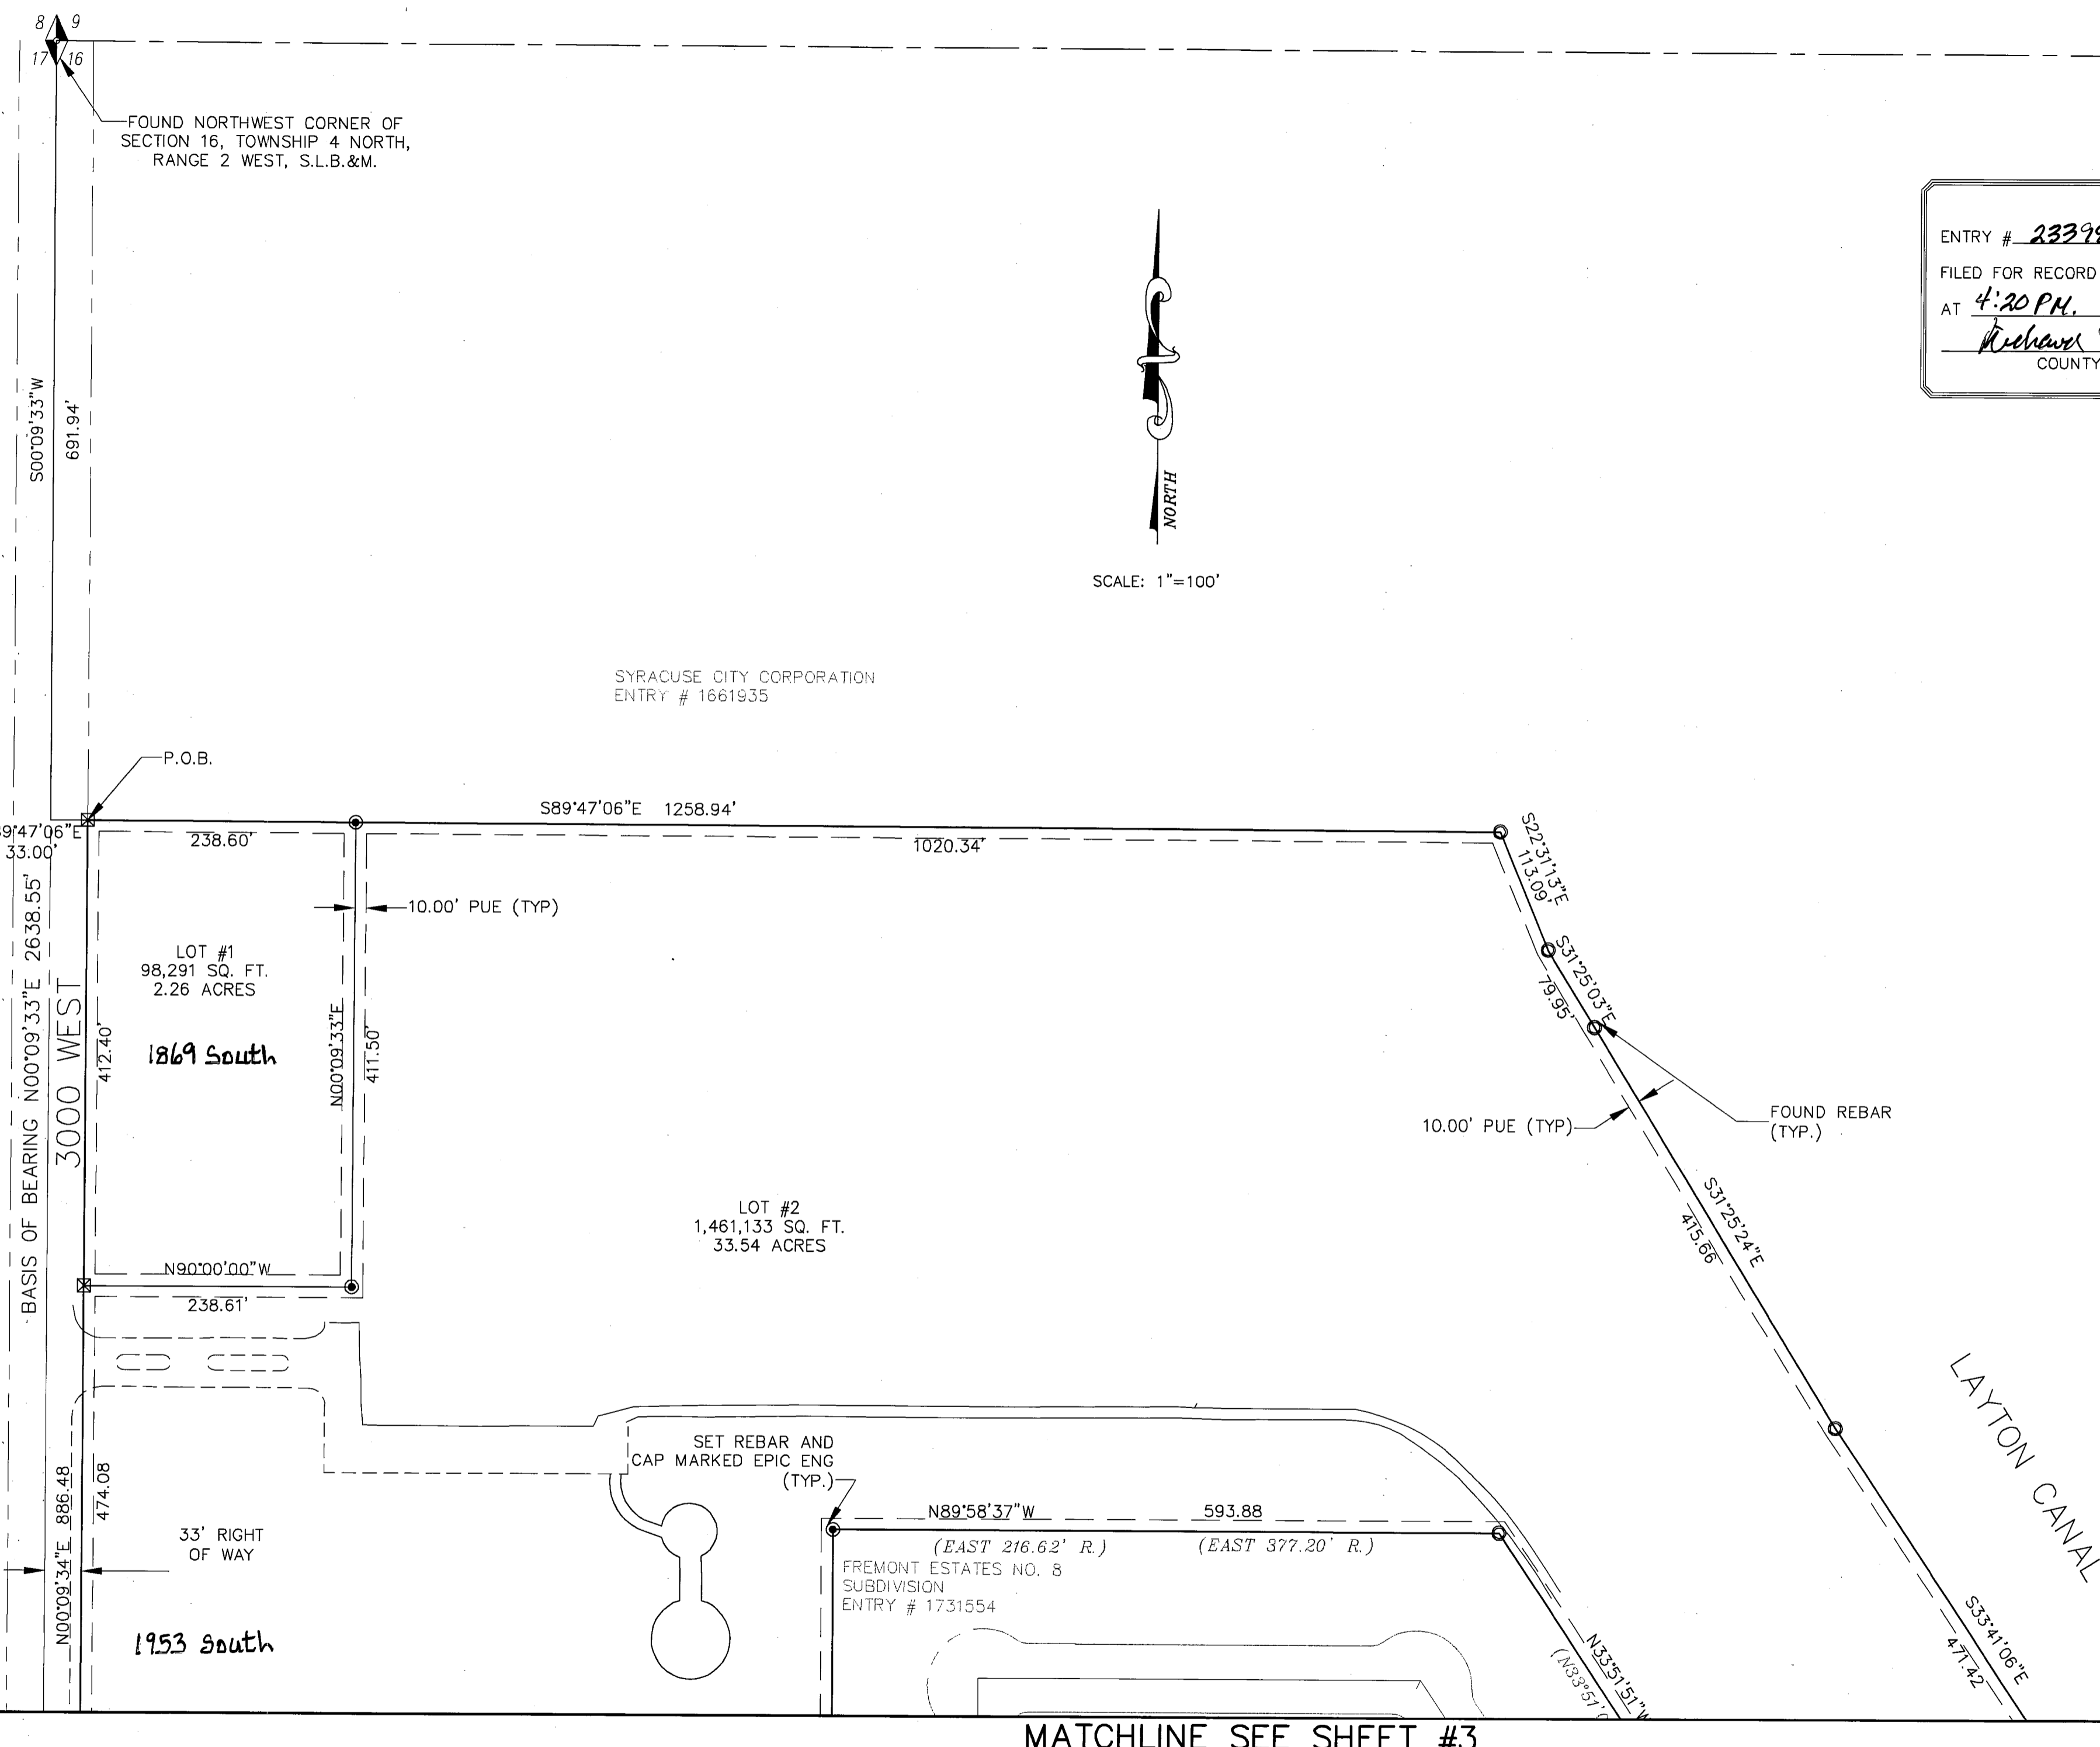 8 9
17 16
FOUND NORTHWEST CORNER OF
SECTION 16, TOWNSHIP 4 NORTH,
RANGE 2 WEST, S.L.B.&M.
ENTRY # 23399
FILED FOR RECORD
AT 4:20 PM.
COUNTY
S00°09'33"W
691.94'
NORTH
SCALE: 1"=100'
SYRACUSE CITY CORPORATION
ENTRY # 1661935
P.O.B.
S89°47'06"E 1258.94'
9°47'06"E
33.00'
238.60'
1020.34'
S22°31'13"E
113.09'
10.00' PUE (TYP)
S31°25'03"E
79.95'
LOT #1
98,291 SQ. FT.
2.26 ACRES
1869 South
BASIS OF BEARING N00°09'33"E 2638.55'
3000 WEST
412.40'
N00°09'33"E
411.50'
FOUND REBAR
(TYP.)
10.00' PUE (TYP)
S31°25'24"E
415.66
LOT #2
1,461,133 SQ. FT.
33.54 ACRES
N90°00'00"W
238.61'
LAYTON CANAL
SET REBAR AND
CAP MARKED EPIC ENG
(TYP.)
N00°09'34"E 886.48
474.08
33' RIGHT
OF WAY
N89°58'37"W 593.88
(EAST 216.62' R.) (EAST 377.20' R.)
FREMONT ESTATES NO. 8
SUBDIVISION
ENTRY # 1731554
1953 South
N33°51'51"W
(N33°51'
S33°41'06"E
471.42
MATCHLINE SEE SHEET #3